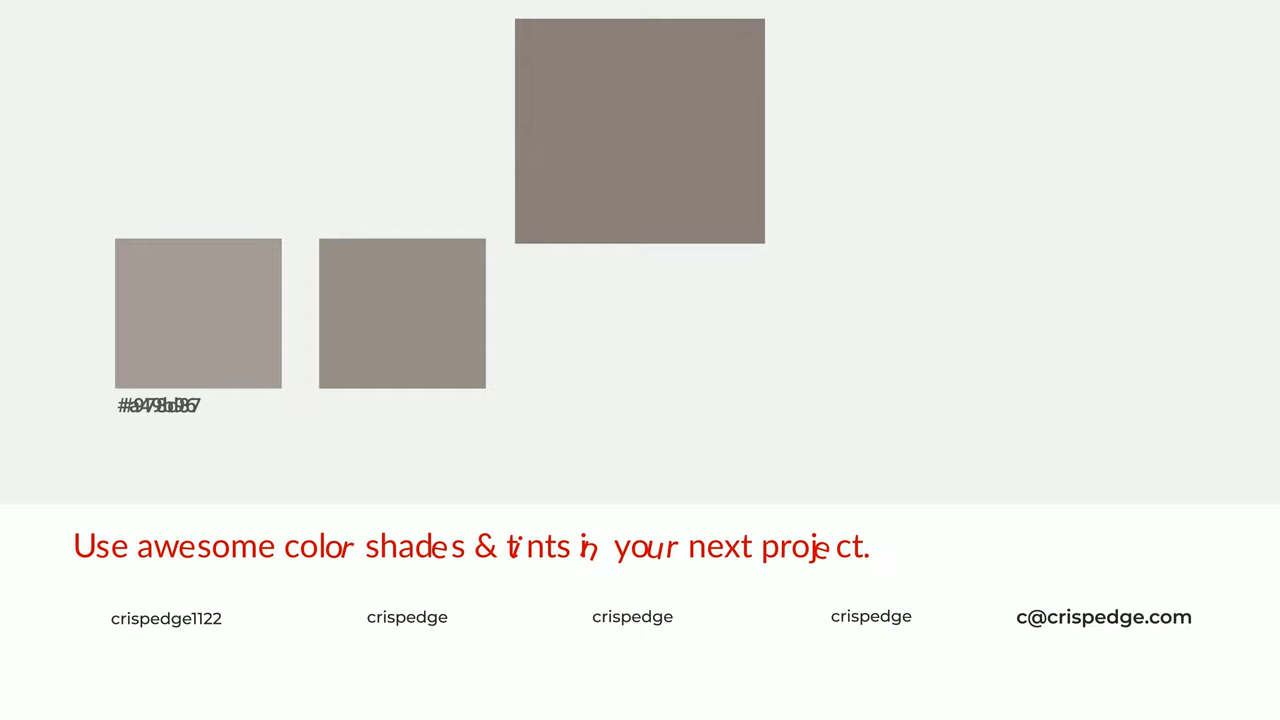 Use awesome color shades & tints in your next project.
crispedge1122 crispedge crispedge crispedge c@crispedge.com